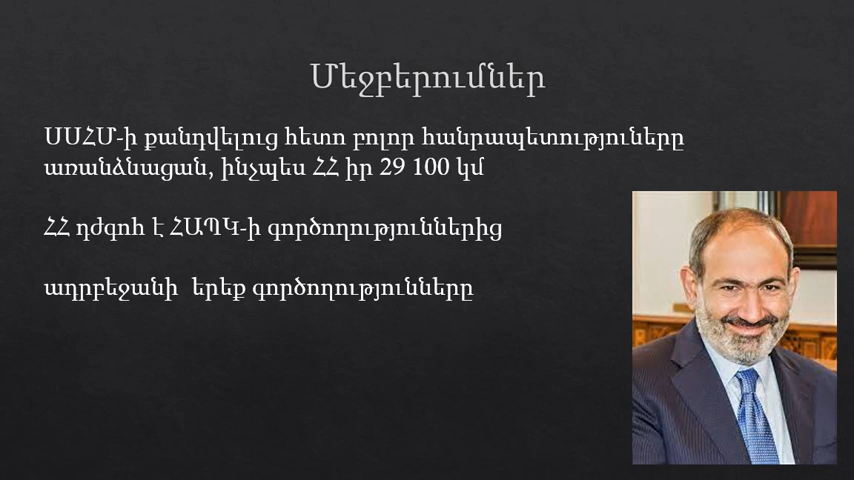 Մեջբերումներ
ՍՍՀՄ-ի քանդվելուց հետո բոլոր հանրապետություները
առանձնացան, ինչպես ՀՀ իր 29 100 կմ
ՀՀ դժգոհ է ՀԱՊԿ-ի գործողություններից
ադրբեջանի  երեք գործողությունները